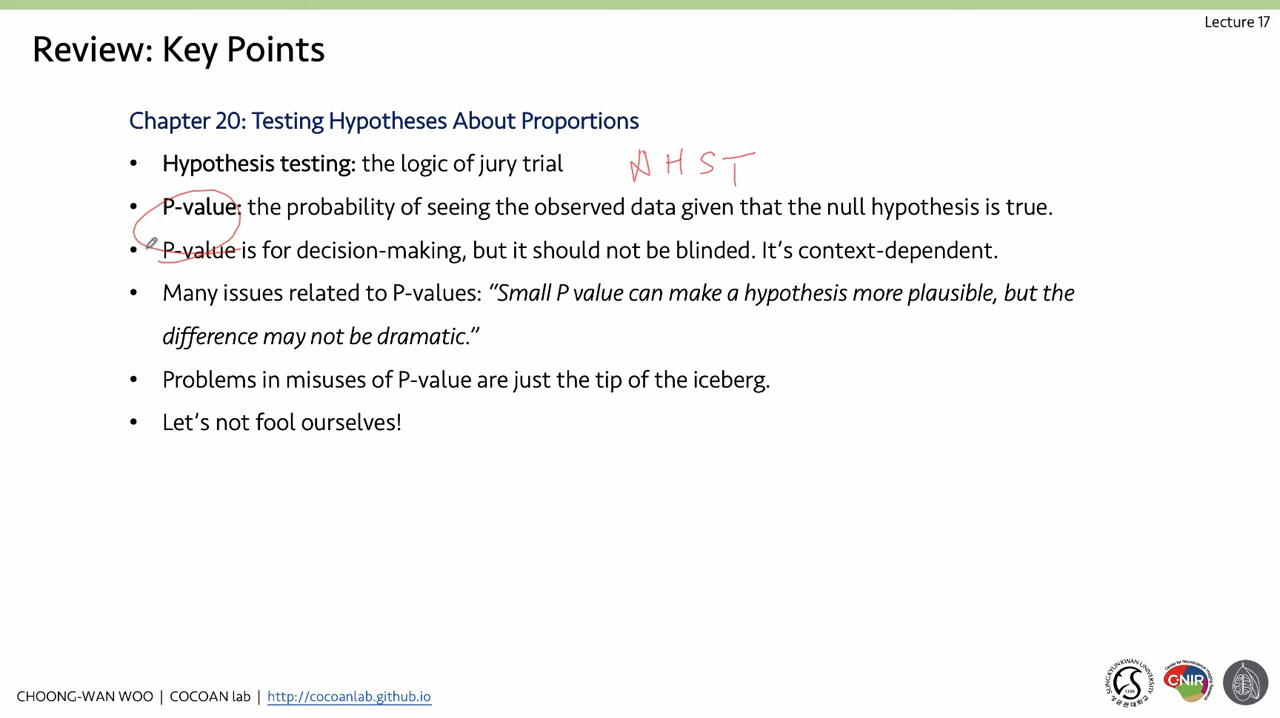 Lecture 17
Review: Key Points
Chapter 20: Testing Hypotheses About Proportions
• Hypothesis testing: the logic of jury trial NHST
• P-value: the probability of seeing the observed data given that the null hypothesis is true.
• P-value is for decision-making, but it should not be blinded. It’s context-dependent.
• Many issues related to P-values: “Small P value can make a hypothesis more plausible, but the
difference may not be dramatic.”
• Problems in misuses of P-value are just the tip of the iceberg.
• Let’s not fool ourselves!
CHOONG-WAN WOO | COCOAN lab | http://cocoanlab.github.io
CNIR